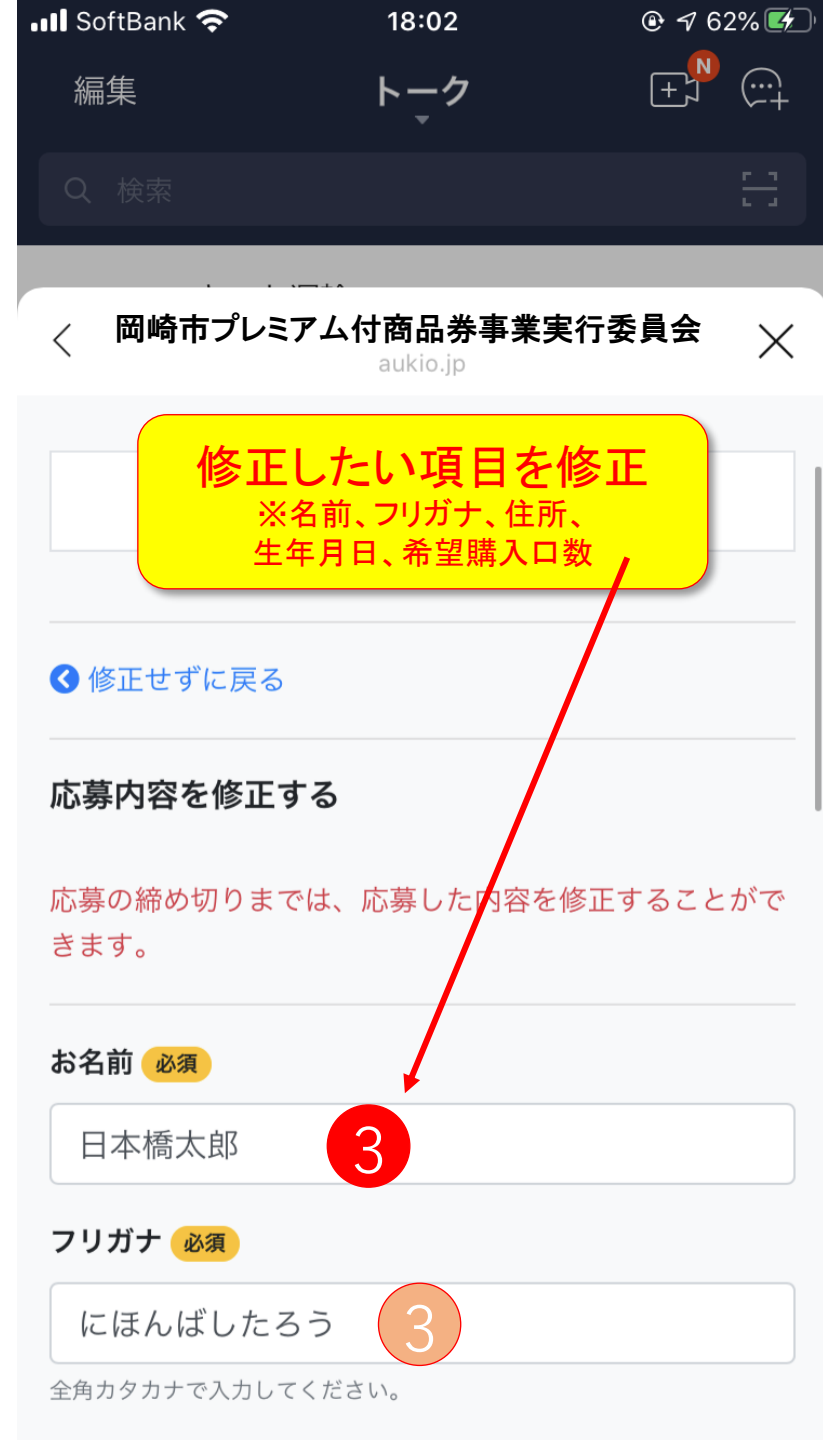 SoftBank 18:02 62%
編集 トーク N
検索
岡崎市プレミアム付商品券事業実行委員会
aukio.jp
修正したい項目を修正
※名前、フリガナ、住所、
生年月日、希望購入口数
修正せずに戻る
応募内容を修正する
応募の締め切りまでは、応募した内容を修正することがで
きます。
お名前 必須
日本橋太郎 3
フリガナ 必須
にほんばしたろう 3
全角カタカナで入力してください。